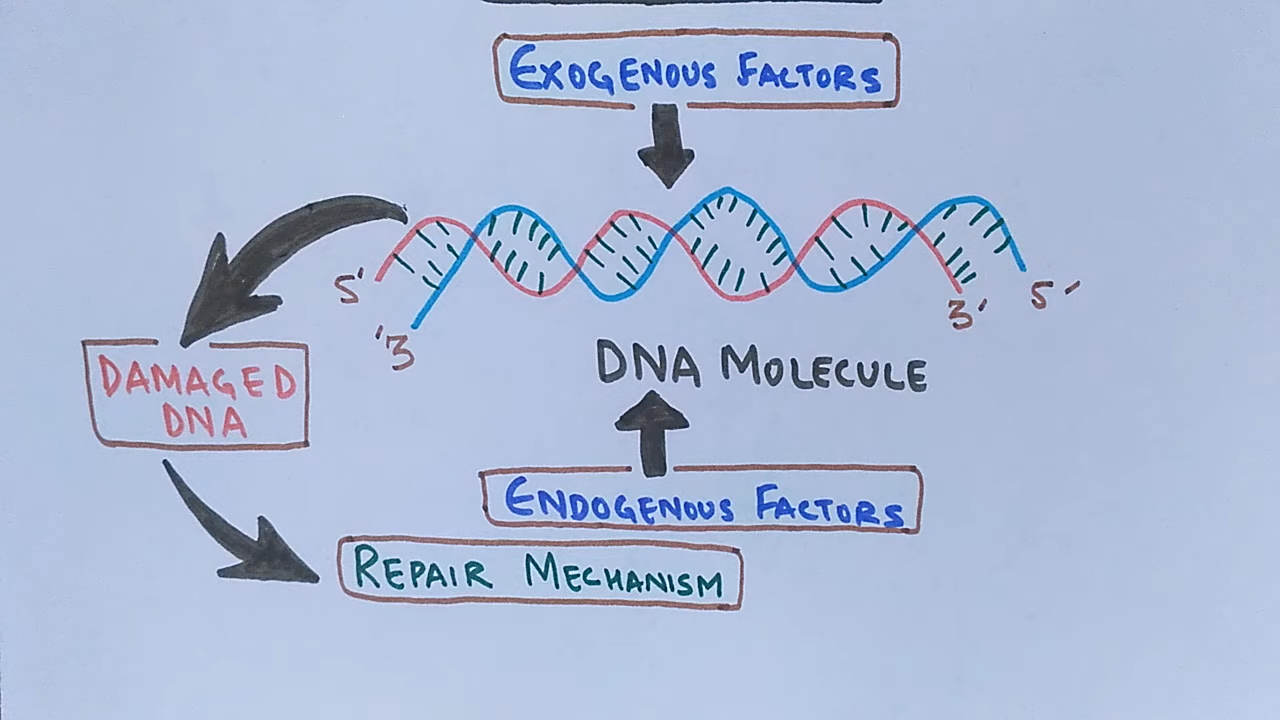 EXOGENOUS FACTORS
5'
'3
3'
5'
DNA MOLECULE
DAMAGED
DNA
ENDOGENOUS FACTORS
REPAIR MECHANISM